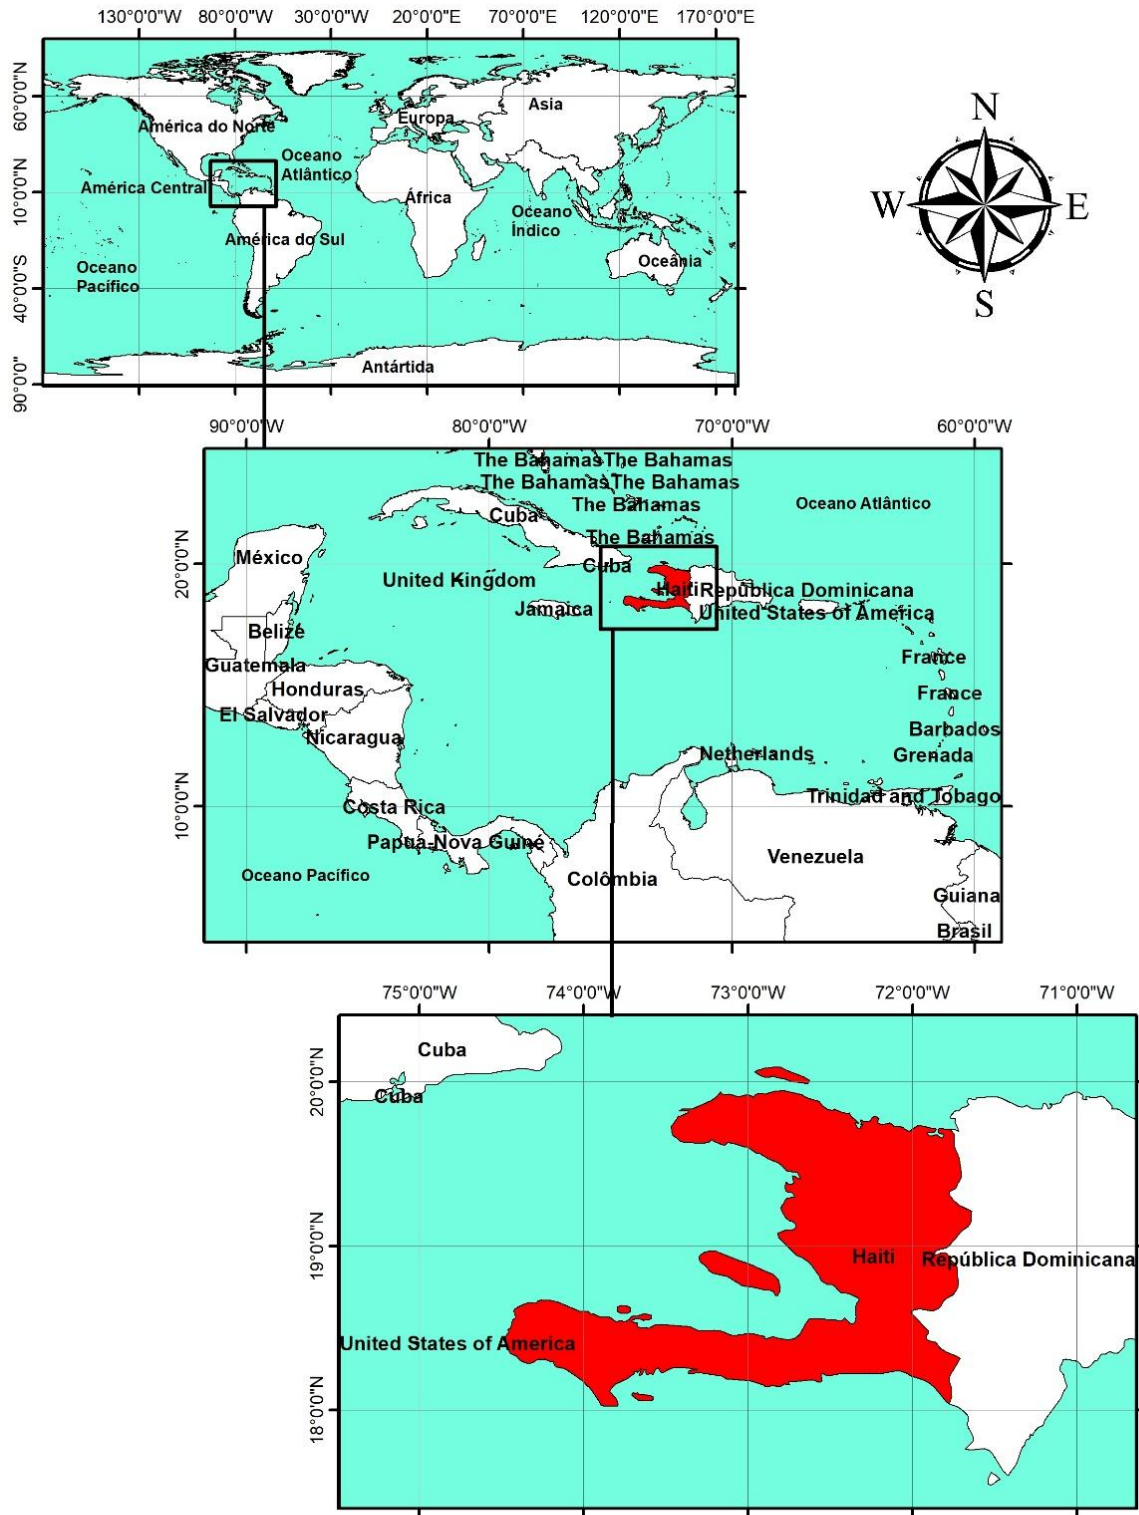 130°0'0"W 80°0'0"W 30°0'0"W 20°0'0"E 70°0'0"E 120°0'0"E 170°0'0"E
60°0'0"N
10°0'0"N
40°0'0"S
90°0'0"
América do Norte
Europa
Asia
Oceano
Atlântico
América Central
África
Oceano
Índico
América do Sul
Oceano
Pacífico
Oceânia
Antártida
N
W
E
S
90°0'0"W 80°0'0"W 70°0'0"W 60°0'0"W
20°0'0"N
10°0'0"N
The Bahamas The Bahamas
The Bahamas The Bahamas
The Bahamas
Oceano Atlântico
Cuba
The Bahamas
México
Cuba
United Kingdom
Haiti República Dominicana
Jamaica
United States of America
Belize
France
Guatemala
Honduras
France
El Salvador
Barbados
Nicaragua
Netherlands
Grenada
Costa Rica
Trinidad and Tobago
Papua-Nova Guiné
Venezuela
Oceano Pacífico
Colômbia
Guiana
Brasil
75°0'0"W 74°0'0"W 73°0'0"W 72°0'0"W 71°0'0"W
20°0'0"N
19°0'0"N
18°0'0"N
Cuba
Cuba
Haiti
República Dominicana
United States of America